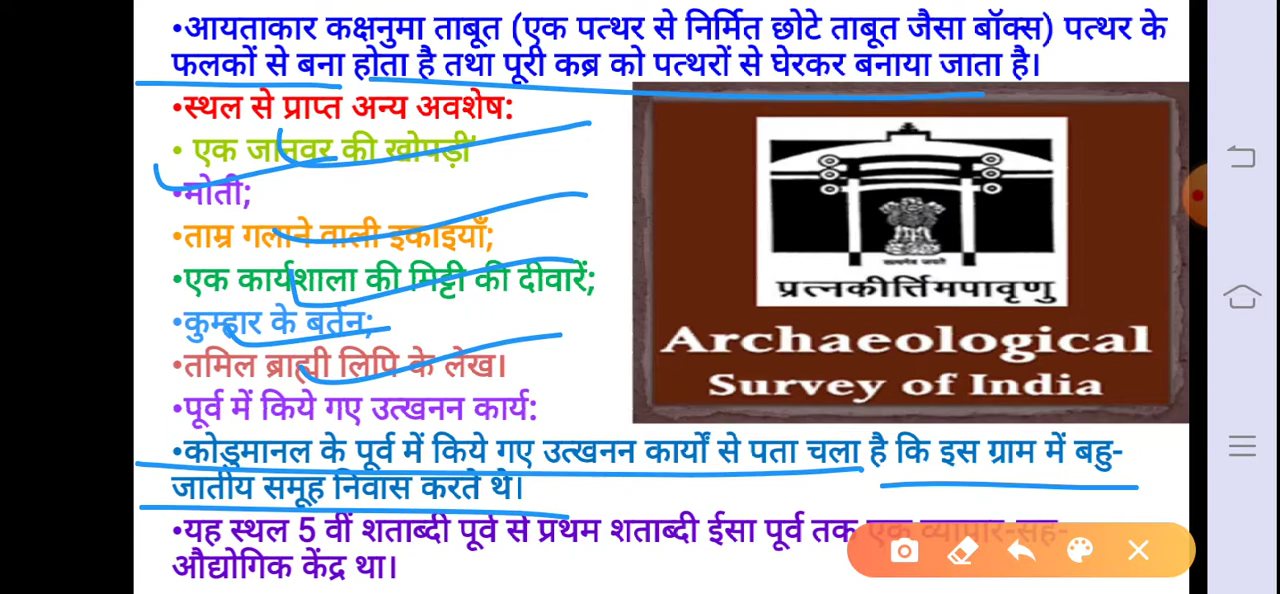 •आयताकार कक्षनुमा ताबूत (एक पत्थर से निर्मित छोटे ताबूत जैसा बॉक्स) पत्थर के
फलकों से बना होता है तथा पूरी कब्र को पत्थरों से घेरकर बनाया जाता है।
•स्थल से प्राप्त अन्य अवशेष:
• एक जानवर की खोपड़ी'
•मोती;
•ताम्र गलाने वाली इकाइयाँ;
•एक कार्यशाला की मिट्टी की दीवारें;
•कुम्हार के बर्तन;
•तमिल ब्राह्मी लिपि के लेख।
•पूर्व में किये गए उत्खनन कार्य:
•कोडुमानल के पूर्व में किये गए उत्खनन कार्यों से पता चला है कि इस ग्राम में बहु-
जातीय समूह निवास करते थे।
•यह स्थल 5 वीं शताब्दी पूर्व से प्रथम शताब्दी ईसा पूर्व तक एक व्यापार-सह-
औद्योगिक केंद्र था।
प्रत्नकीर्त्तिमपावृणु
Archaeological
Survey of India